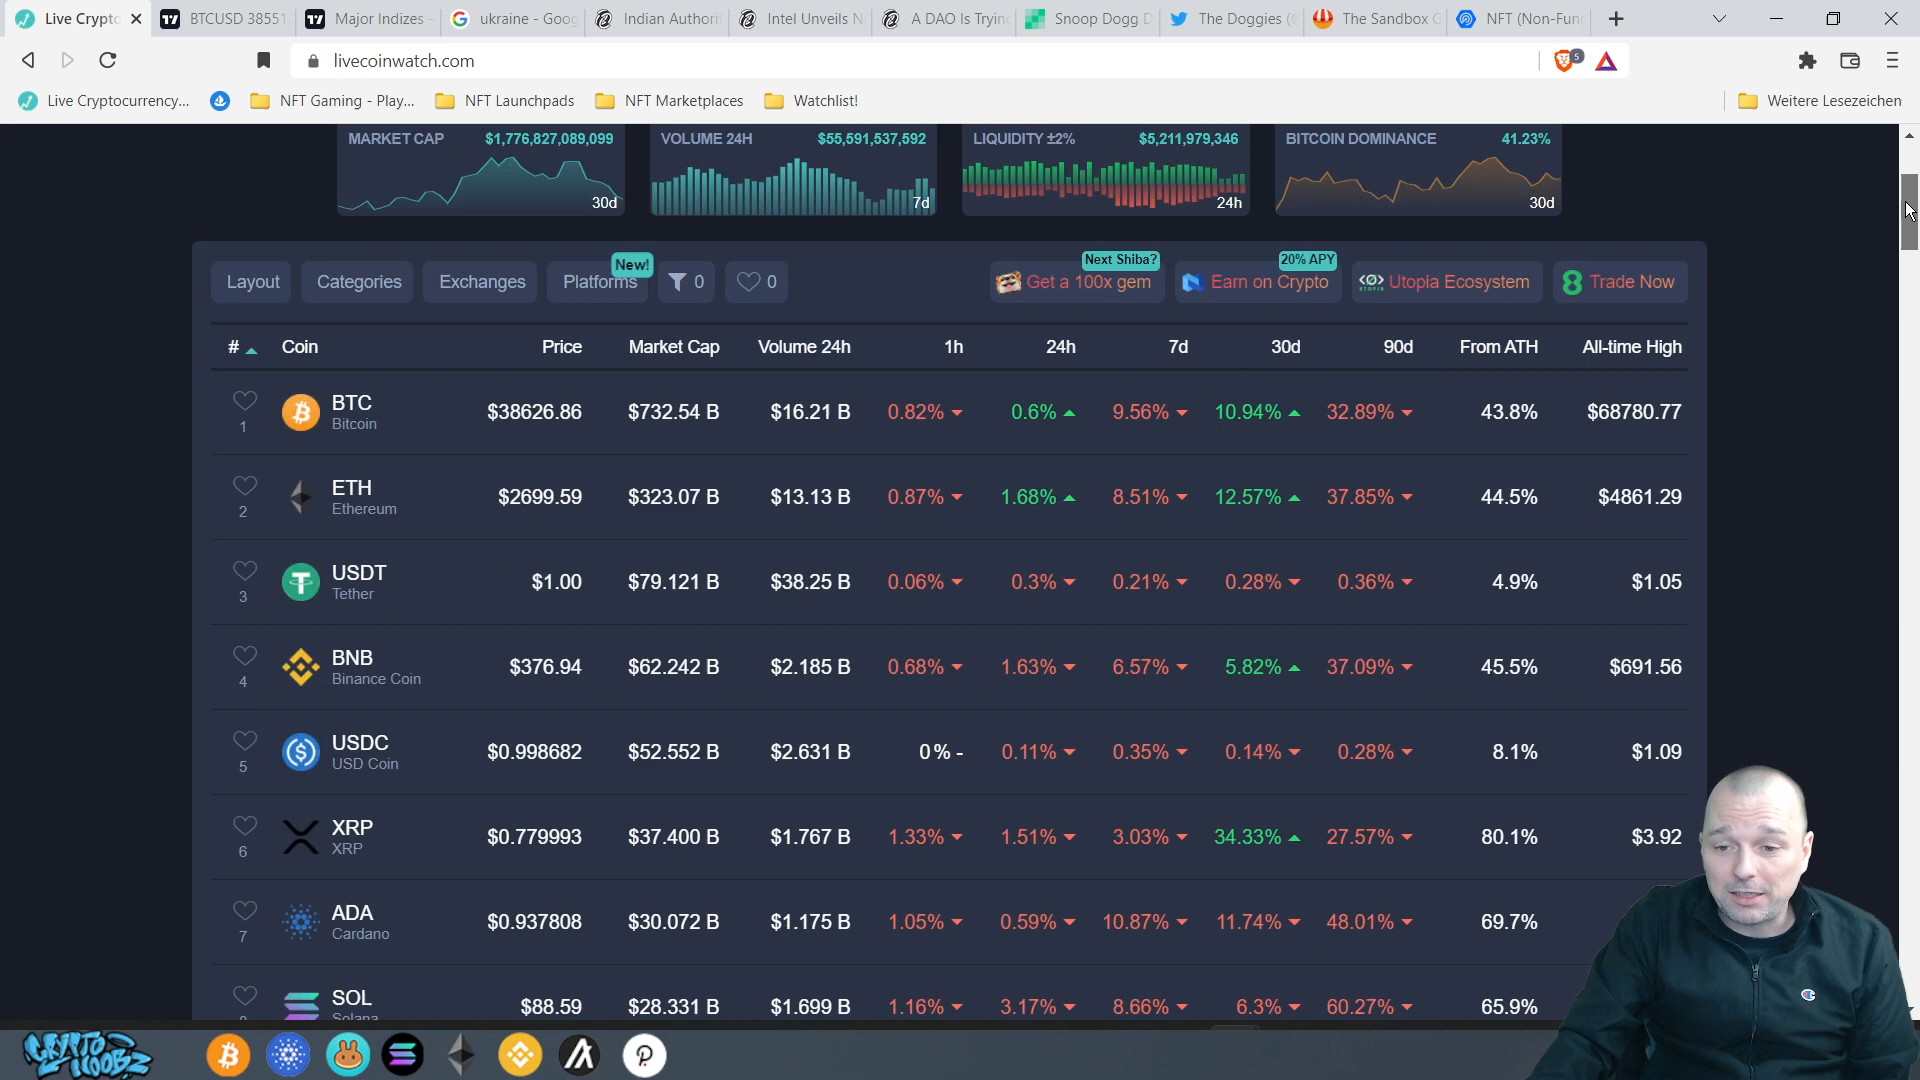 Live Crypto
BTCUSD 38551
Major Indizes -
ukraine - Goog
Indian Authori
Intel Unveils N
A DAO Is Tryin
Snoop Dogg D
The Doggies (@
The Sandbox G
NFT (Non-Fun
livecoinwatch.com
5
Live Cryptocurrency...
NFT Gaming - Play...
NFT Launchpads
NFT Marketplaces
Watchlist!
Weitere Lesezeichen
MARKET CAP $1,776,827,089,099
30d
VOLUME 24H $55,591,537,592
7d
LIQUIDITY ±2% $5,211,979,346
24h
BITCOIN DOMINANCE 41.23%
30d
Layout
Categories
Exchanges
Platforms
New!
0
0
Next Shiba?
Get a 100x gem
20% APY
Earn on Crypto
UTOPIA
Utopia Ecosystem
Trade Now
# Coin Price Market Cap Volume 24h 1h 24h 7d 30d 90d From ATH All-time High
1 BTC Bitcoin $38626.86 $732.54 B $16.21 B 0.82% 0.6% 9.56% 10.94% 32.89% 43.8% $68780.77
2 ETH Ethereum $2699.59 $323.07 B $13.13 B 0.87% 1.68% 8.51% 12.57% 37.85% 44.5% $4861.29
3 USDT Tether $1.00 $79.121 B $38.25 B 0.06% 0.3% 0.21% 0.28% 0.36% 4.9% $1.05
4 BNB Binance Coin $376.94 $62.242 B $2.185 B 0.68% 1.63% 6.57% 5.82% 37.09% 45.5% $691.56
5 USDC USD Coin $0.998682 $52.552 B $2.631 B 0% - 0.11% 0.35% 0.14% 0.28% 8.1% $1.09
6 XRP XRP $0.779993 $37.400 B $1.767 B 1.33% 1.51% 3.03% 34.33% 27.57% 80.1% $3.92
7 ADA Cardano $0.937808 $30.072 B $1.175 B 1.05% 0.59% 10.87% 11.74% 48.01% 69.7%
SOL Solana $88.59 $28.331 B $1.699 B 1.16% 3.17% 8.66% 6.3% 60.27% 65.9%
CRYPTO NOOBZ